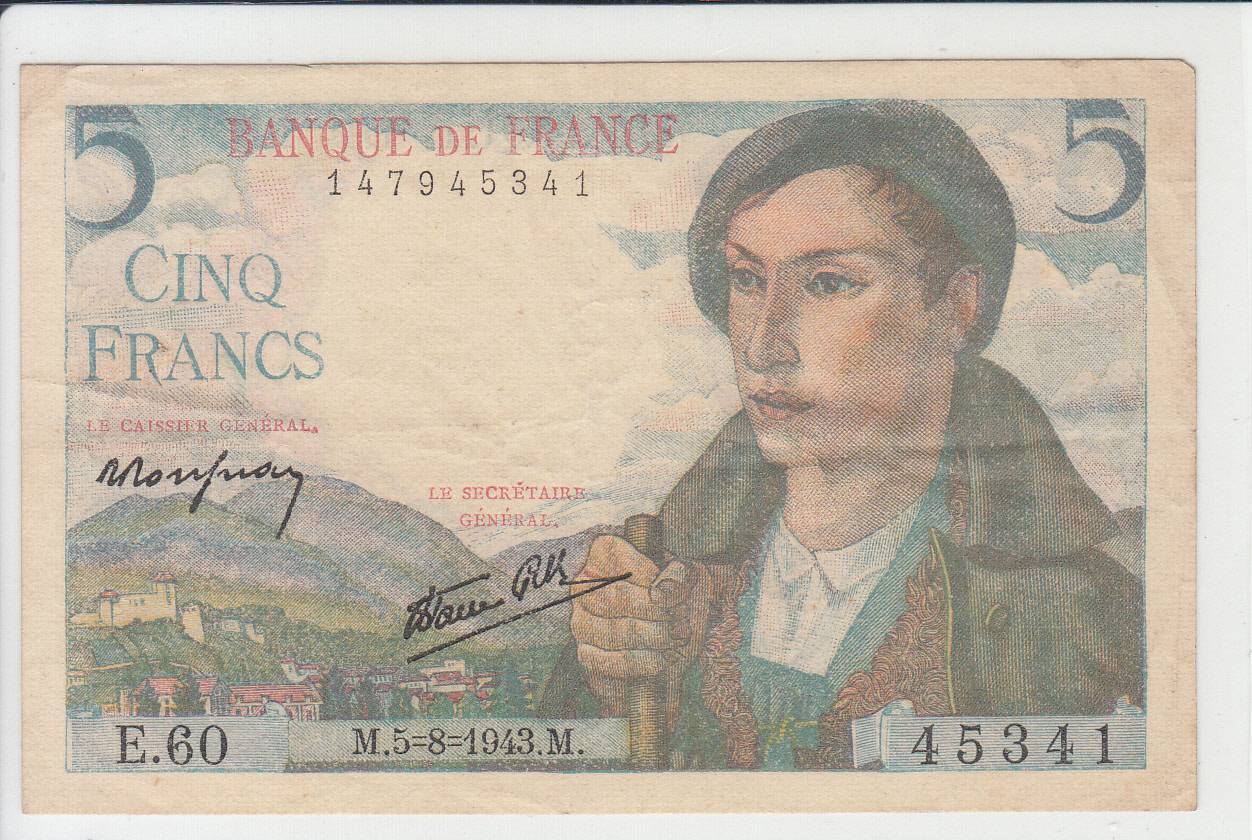 5
5
BANQUE DE FRANCE
147945341
CINQ
FRANCS
LE CAISSIER GÉNÉRAL,
LE SECRÉTAIRE
GÉNÉRAL,
E.60
M.5=8=1943.M.
45341